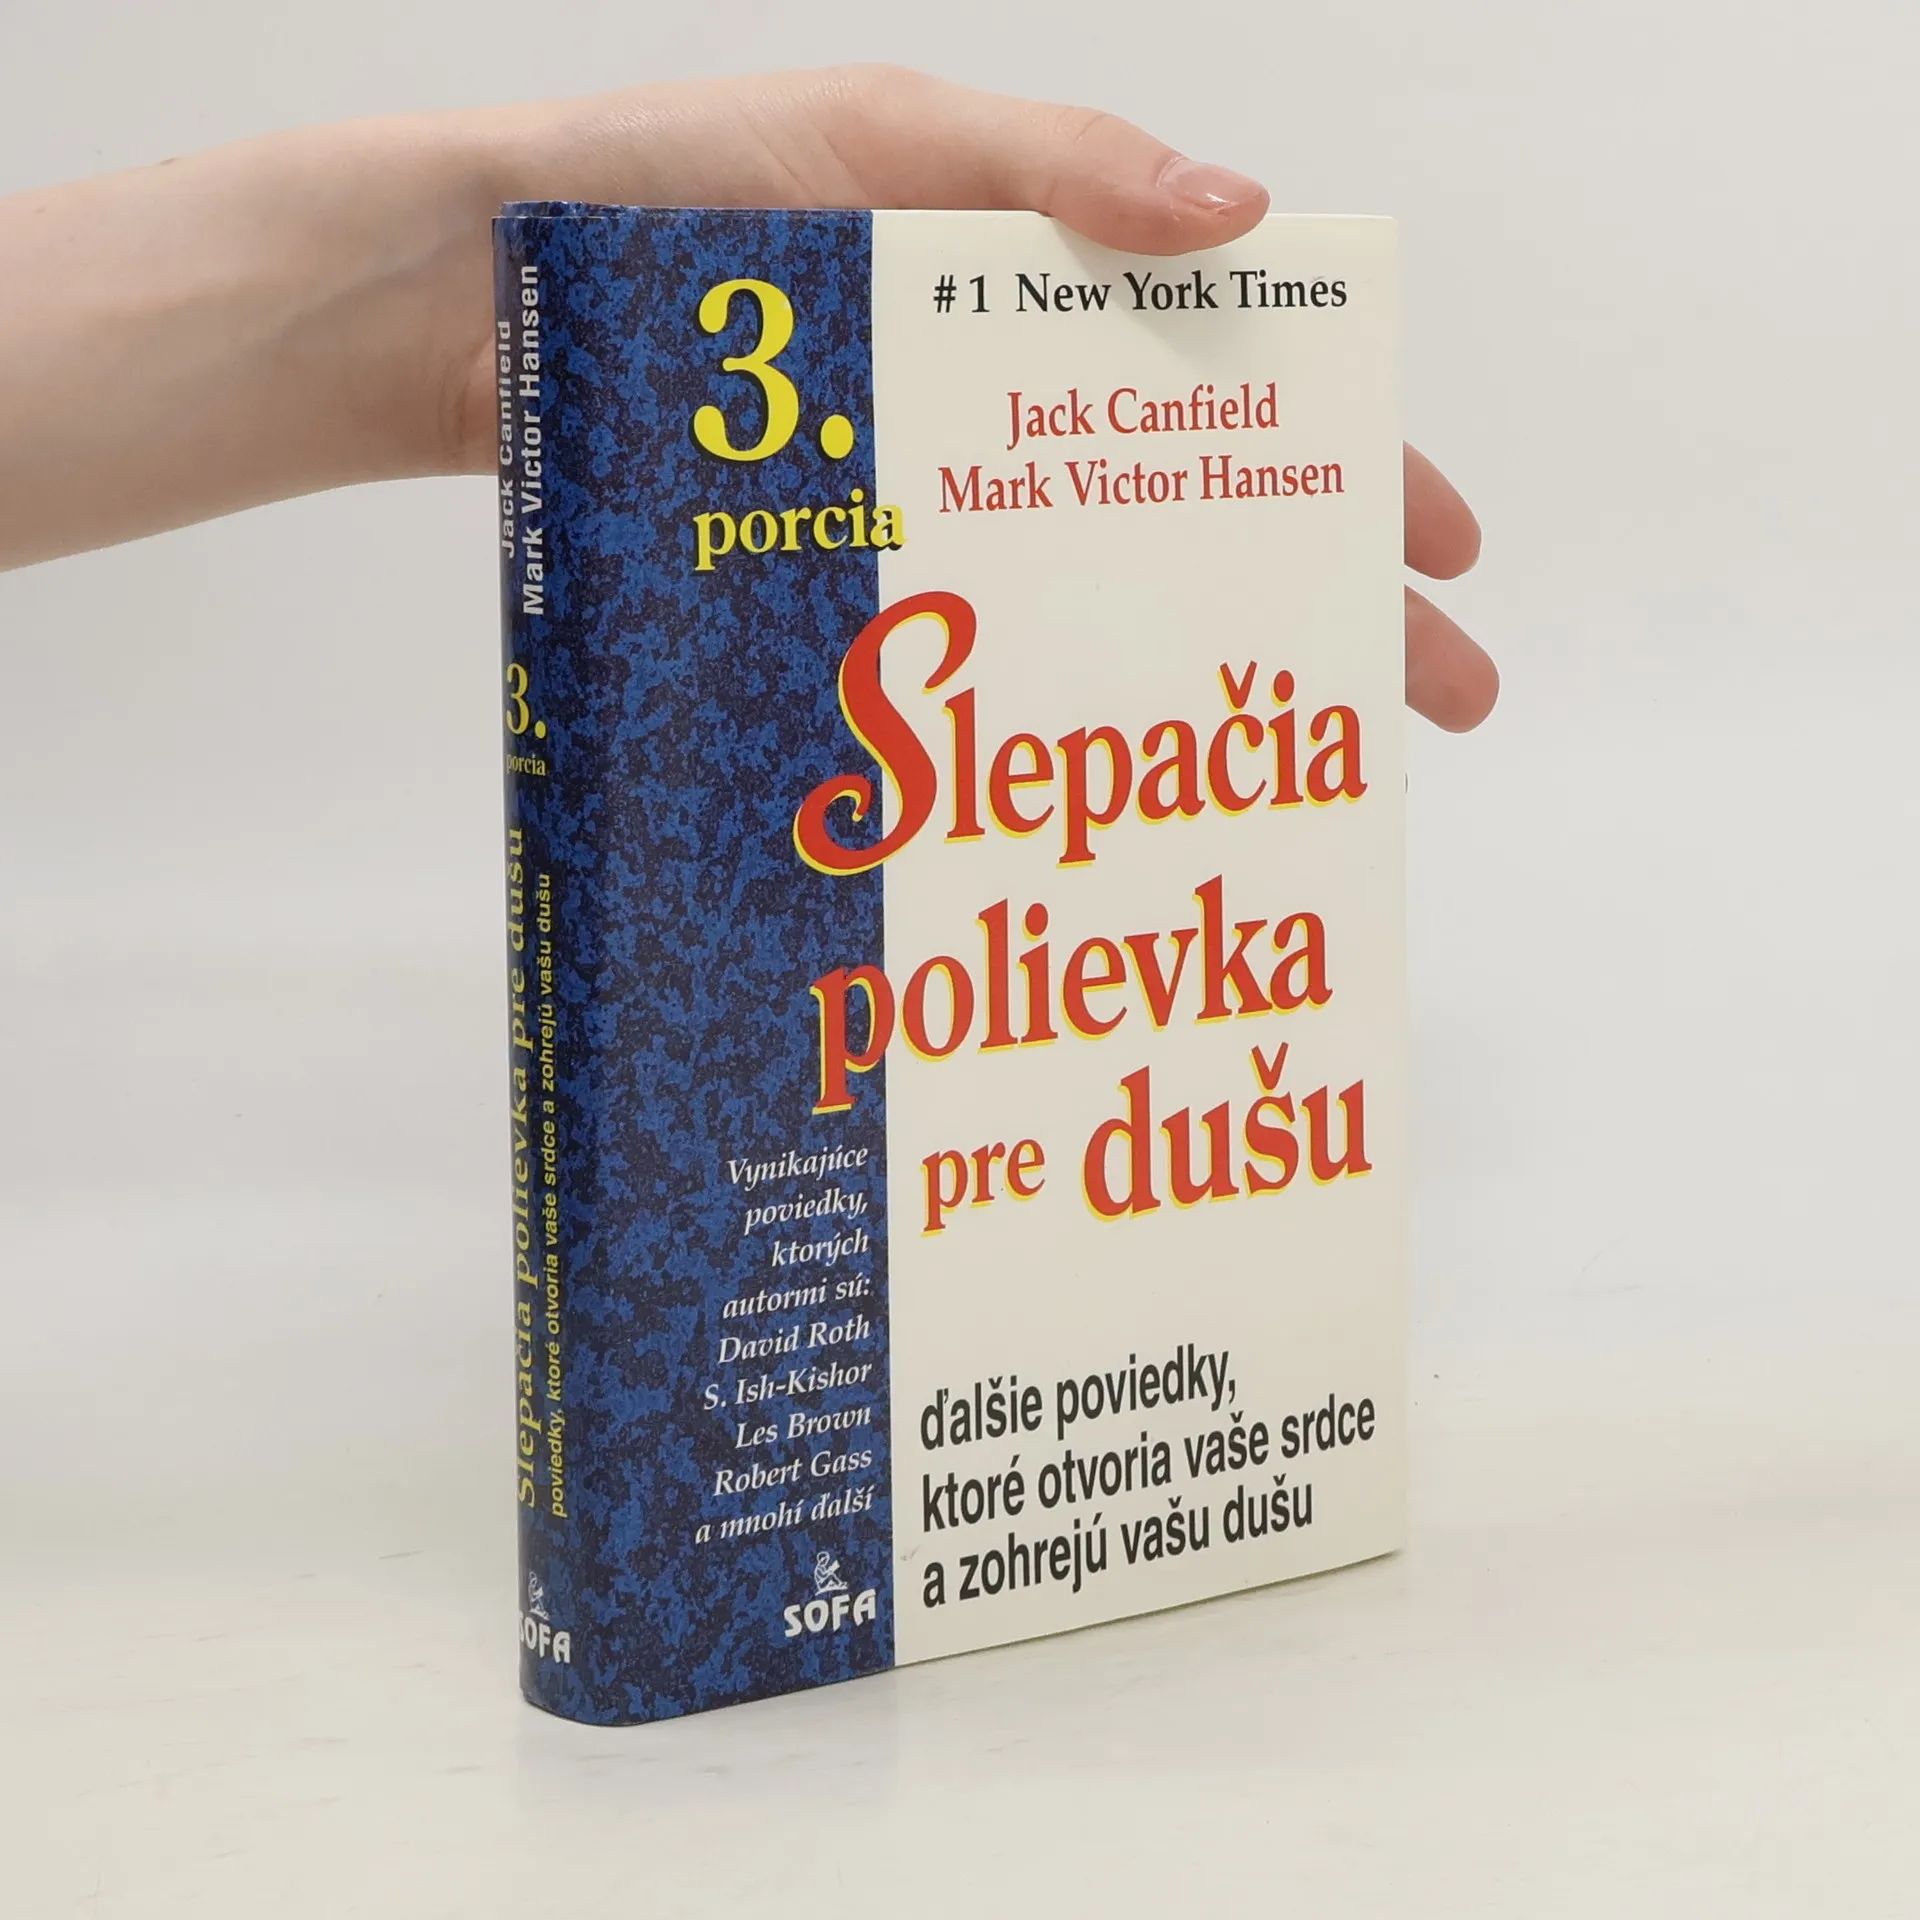 Jack Canfield
Mark Victor Hansen
3.
porcia
Slepačia polievka pre dušu
poviedky, ktoré otvoria vaše srdce a zohrejú vašu dušu
SOFA
3.
porcia
# 1 New York Times
Jack Canfield
Mark Victor Hansen
Slepačia
polievka
pre dušu
Vynikajúce
poviedky,
ktorých
autormi sú:
David Roth
S. Ish-Kishor
Les Brown
Robert Gass
a mnohí ďalší
SOFA
ďalšie poviedky,
ktoré otvoria vaše srdce
a zohrejú vašu dušu